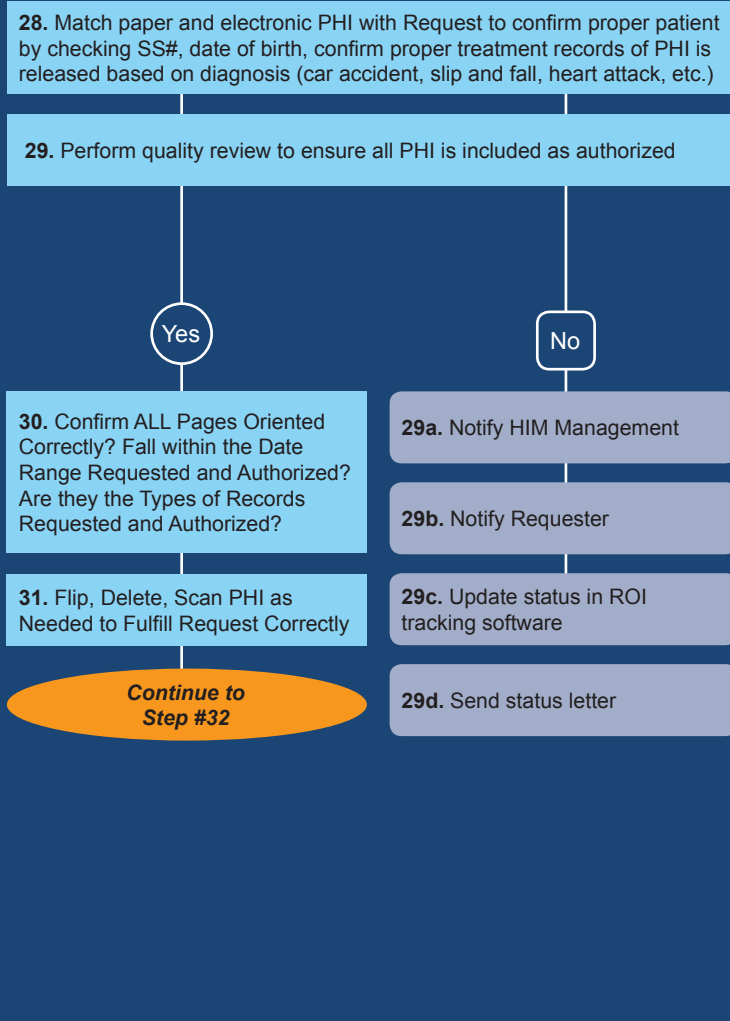 28. Match paper and electronic PHI with Request to confirm proper patient
by checking SS#, date of birth, confirm proper treatment records of PHI is
released based on diagnosis (car accident, slip and fall, heart attack, etc.)
29. Perform quality review to ensure all PHI is included as authorized
Yes
No
30. Confirm ALL Pages Oriented
Correctly? Fall within the Date
Range Requested and Authorized?
Are they the Types of Records
Requested and Authorized?
31. Flip, Delete, Scan PHI as
Needed to Fulfill Request Correctly
Continue to
Step #32
29a. Notify HIM Management
29b. Notify Requester
29c. Update status in ROI
tracking software
29d. Send status letter